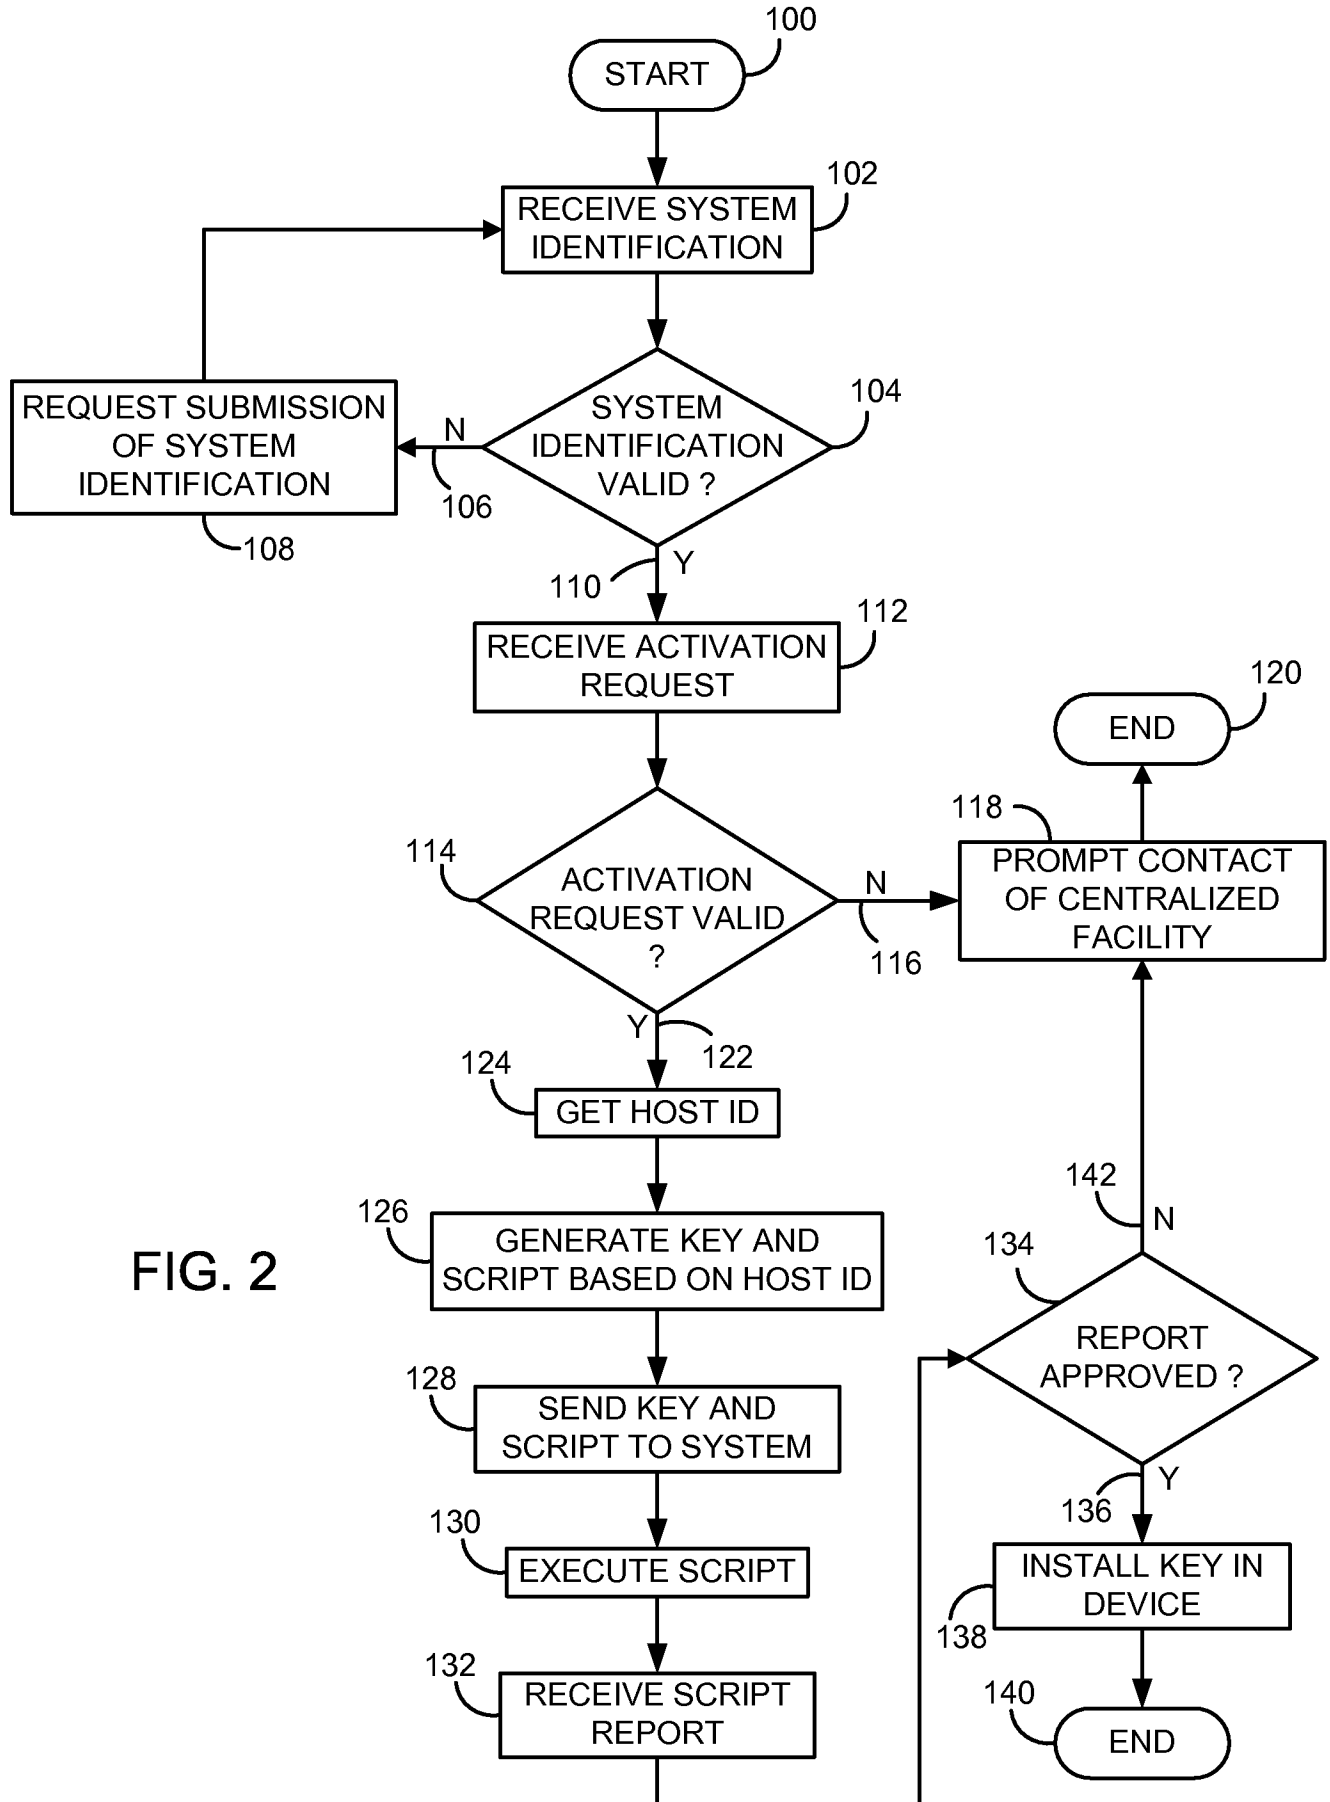 100
START
102
RECEIVE SYSTEM
IDENTIFICATION
104
SYSTEM
IDENTIFICATION
VALID ?
N
106
REQUEST SUBMISSION
OF SYSTEM
IDENTIFICATION
108
110
Y
112
RECEIVE ACTIVATION
REQUEST
120
END
114
ACTIVATION
REQUEST VALID
?
N
116
118
PROMPT CONTACT
OF CENTRALIZED
FACILITY
Y
122
124
GET HOST ID
126
GENERATE KEY AND
SCRIPT BASED ON HOST ID
FIG. 2
128
SEND KEY AND
SCRIPT TO SYSTEM
130
EXECUTE SCRIPT
132
RECEIVE SCRIPT
REPORT
142
N
134
REPORT
APPROVED ?
Y
136
INSTALL KEY IN
DEVICE
138
140
END